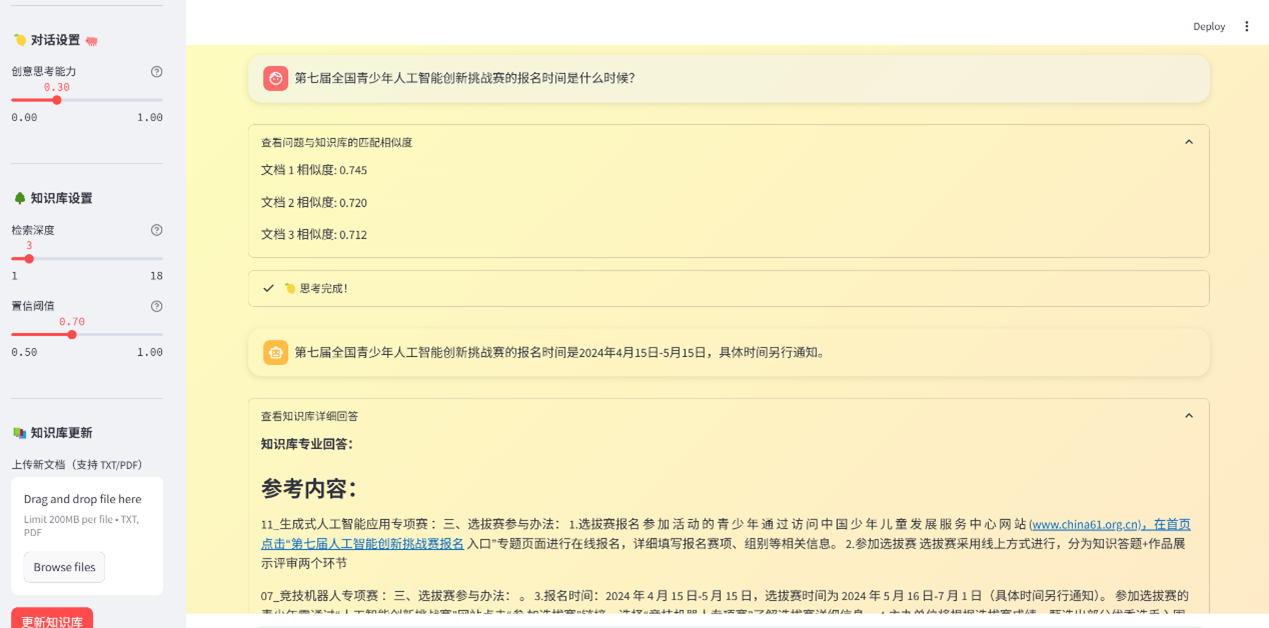 对话设置
创意思考能力
0.30
0.00 1.00
知识库设置
检索深度
3
1 18
置信阈值
0.70
0.50 1.00
知识库更新
上传新文档（支持 TXT/PDF）
Drag and drop file here
Limit 200MB per file • TXT,
PDF
Browse files
更新知识库
Deploy
第七届全国青少年人工智能创新挑战赛的报名时间是什么时候？
查看问题与知识库的匹配相似度
文档 1 相似度: 0.745
文档 2 相似度: 0.720
文档 3 相似度: 0.712
思考完成！
第七届全国青少年人工智能创新挑战赛的报名时间是2024年4月15日-5月15日，具体时间另行通知。
查看知识库详细回答
知识库专业回答：
参考内容：
11_生成式人工智能应用专项赛： 三、选拔赛参与办法： 1.选拔赛报名 参 加 活 动 的 青 少 年 通 过 访 问 中 国 少 年 儿 童 发 展 服 务 中 心 网 站 (www.china61.org.cn)，在首页
点击“第七届人工智能创新挑战赛报名 入口”专题页面进行在线报名，详细填写报名赛项、组别等相关信息。 2.参加选拔赛 选拔赛采用线上方式进行，分为知识答题+作品展
示评审两个环节
07_竞技机器人专项赛： 三、选拔赛参与办法： 。 3.报名时间：2024 年 4 月 15 日-5 月 15 日，选拔赛时间为 2024 年 5 月 16 日-7 月 1 日（具体时间另行通知）。 参加选拔赛的